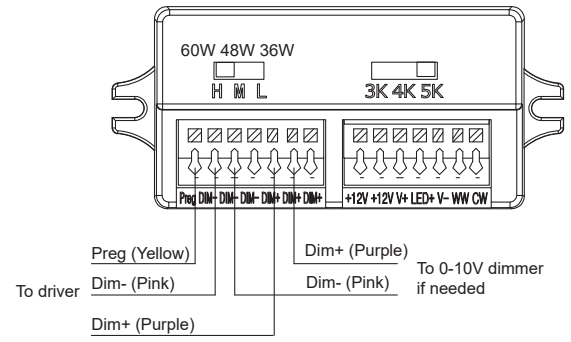 60W 48W 36W
H M L
3K 4K 5K
Preg DIM- DIM- DIM- DIM+ DIM+ DIM+
+12V +12V V+ LED+ V- WW CW
Preg (Yellow)
Dim+ (Purple)
To driver
Dim- (Pink)
Dim- (Pink)
To 0-10V dimmer
if needed
Dim+ (Purple)